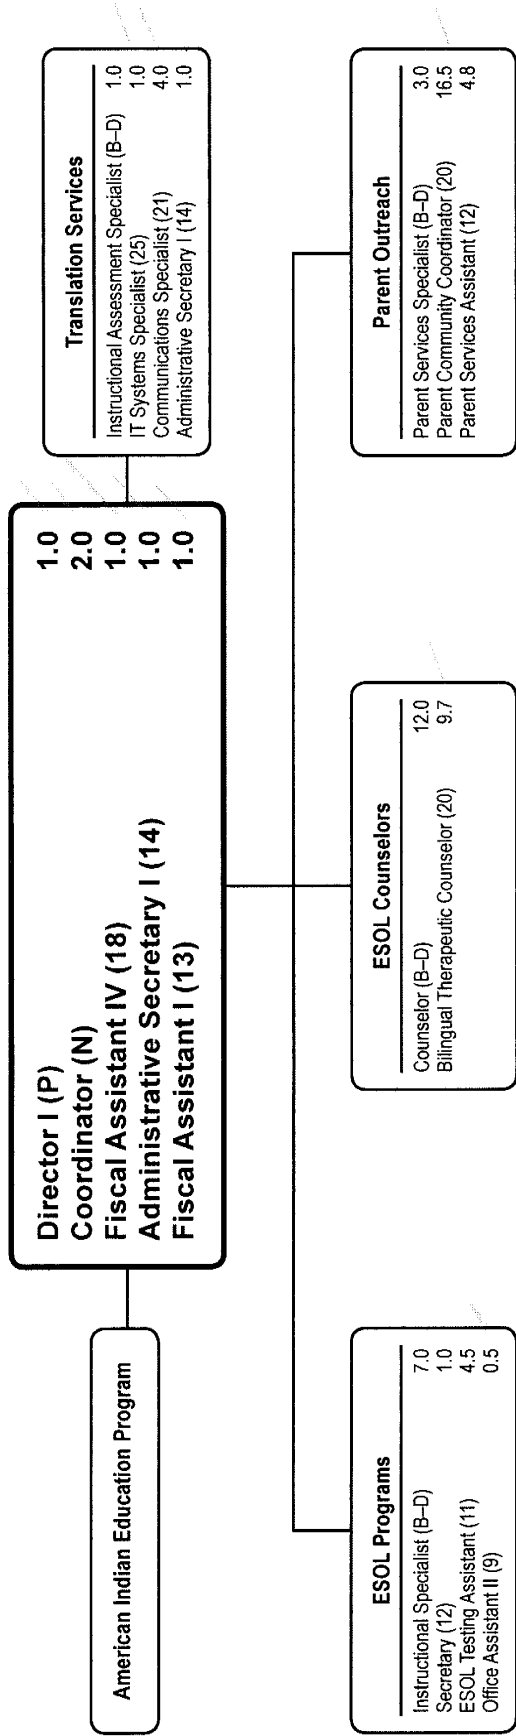 American Indian Education Program
Director I (P) 1.0
Coordinator (N) 2.0
Fiscal Assistant IV (18) 1.0
Administrative Secretary I (14) 1.0
Fiscal Assistant I (13) 1.0
Translation Services
Instructional Assessment Specialist (B–D) 1.0
IT Systems Specialist (25) 1.0
Communications Specialist (21) 4.0
Administrative Secretary I (14) 1.0
ESOL Programs
Instructional Specialist (B–D) 7.0
Secretary (12) 1.0
ESOL Testing Assistant (11) 4.5
Office Assistant II (9) 0.5
ESOL Counselors
Counselor (B–D) 12.0
Bilingual Therapeutic Counselor (20) 9.7
Parent Outreach
Parent Services Specialist (B–D) 3.0
Parent Community Coordinator (20) 16.5
Parent Services Assistant (12) 4.8